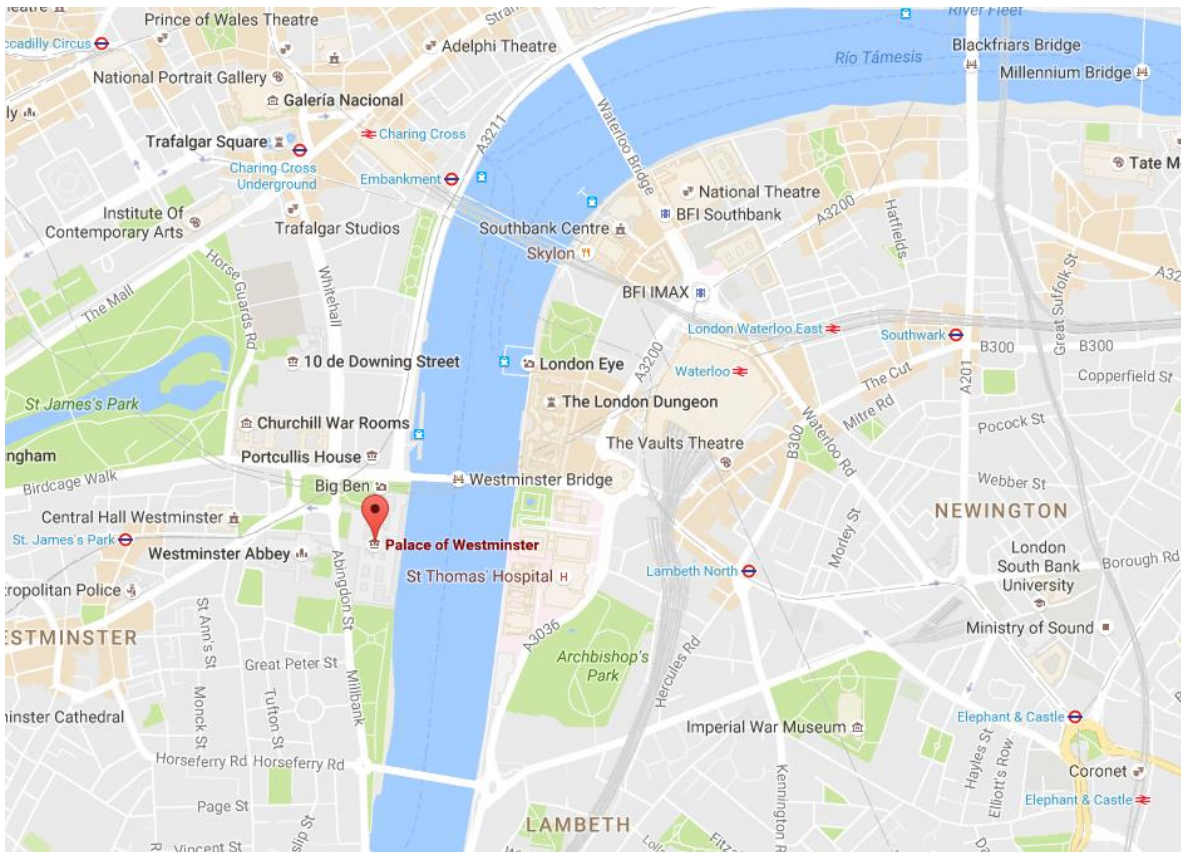 Prince of Wales Theatre
River Fleet
Piccadilly Circus
Adelphi Theatre
Blackfriars Bridge
Río Támesis
Millennium Bridge
National Portrait Gallery
Galería Nacional
Charing Cross
A3211
Waterloo Bridge
Trafalgar Square
Charing Cross
Underground
Embankment
National Theatre
Tate M
BFI Southbank
A3200
Hatfields
Institute Of
Contemporary Arts
Trafalgar Studios
Southbank Centre
Skylon
Great Suffolk St
A32
Horse Guards Rd
Whitehall
The Mall
BFI IMAX
London Waterloo East
Southwark
B300
B300
A3200
A201
10 de Downing Street
London Eye
Waterloo
The Cut
Copperfield St
St James's Park
The London Dungeon
Mitre Rd
Churchill War Rooms
Waterloo Rd
Pocock St
ngham
Portcullis House
The Vaults Theatre
B300
Birdcage Walk
Big Ben
Westminster Bridge
Webber St
Central Hall Westminster
NEWINGTON
Morley St
St. James's Park
Westminster Abbey
Palace of Westminster
London
South Bank
University
Borough Rd
St Thomas' Hospital
Lambeth North
tropolitan Police
Abingdon St
St Ann's St
ESTMINSTER
A3036
Ministry of Sound
Great Peter St
Archbishop's
Park
Hercules Rd
Millbank
minster Cathedral
Monck St
Tufton St
Imperial War Museum
Elephant & Castle
Horseferry Rd
Horseferry Rd
Hayles St
Elliott's Row
Coronet
Kennington R
Page St
Elephant & Castle
LAMBETH
Vincent St